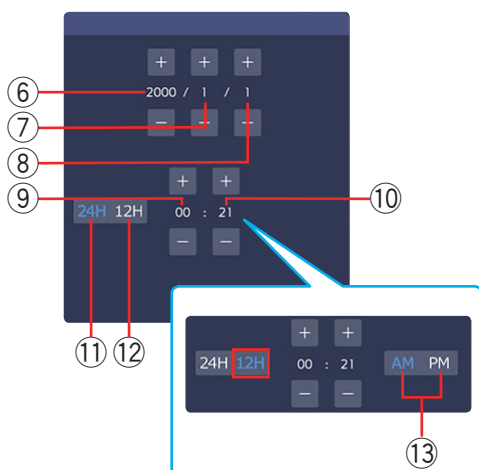 + + +
⑥ 2000 / 1 / 1
⑦ − − −
⑧
+ +
⑨ 00 : 21 ⑩
24H 12H
− −
⑪ ⑫
+ +
24H 12H 00 : 21 AM PM
− −
⑬